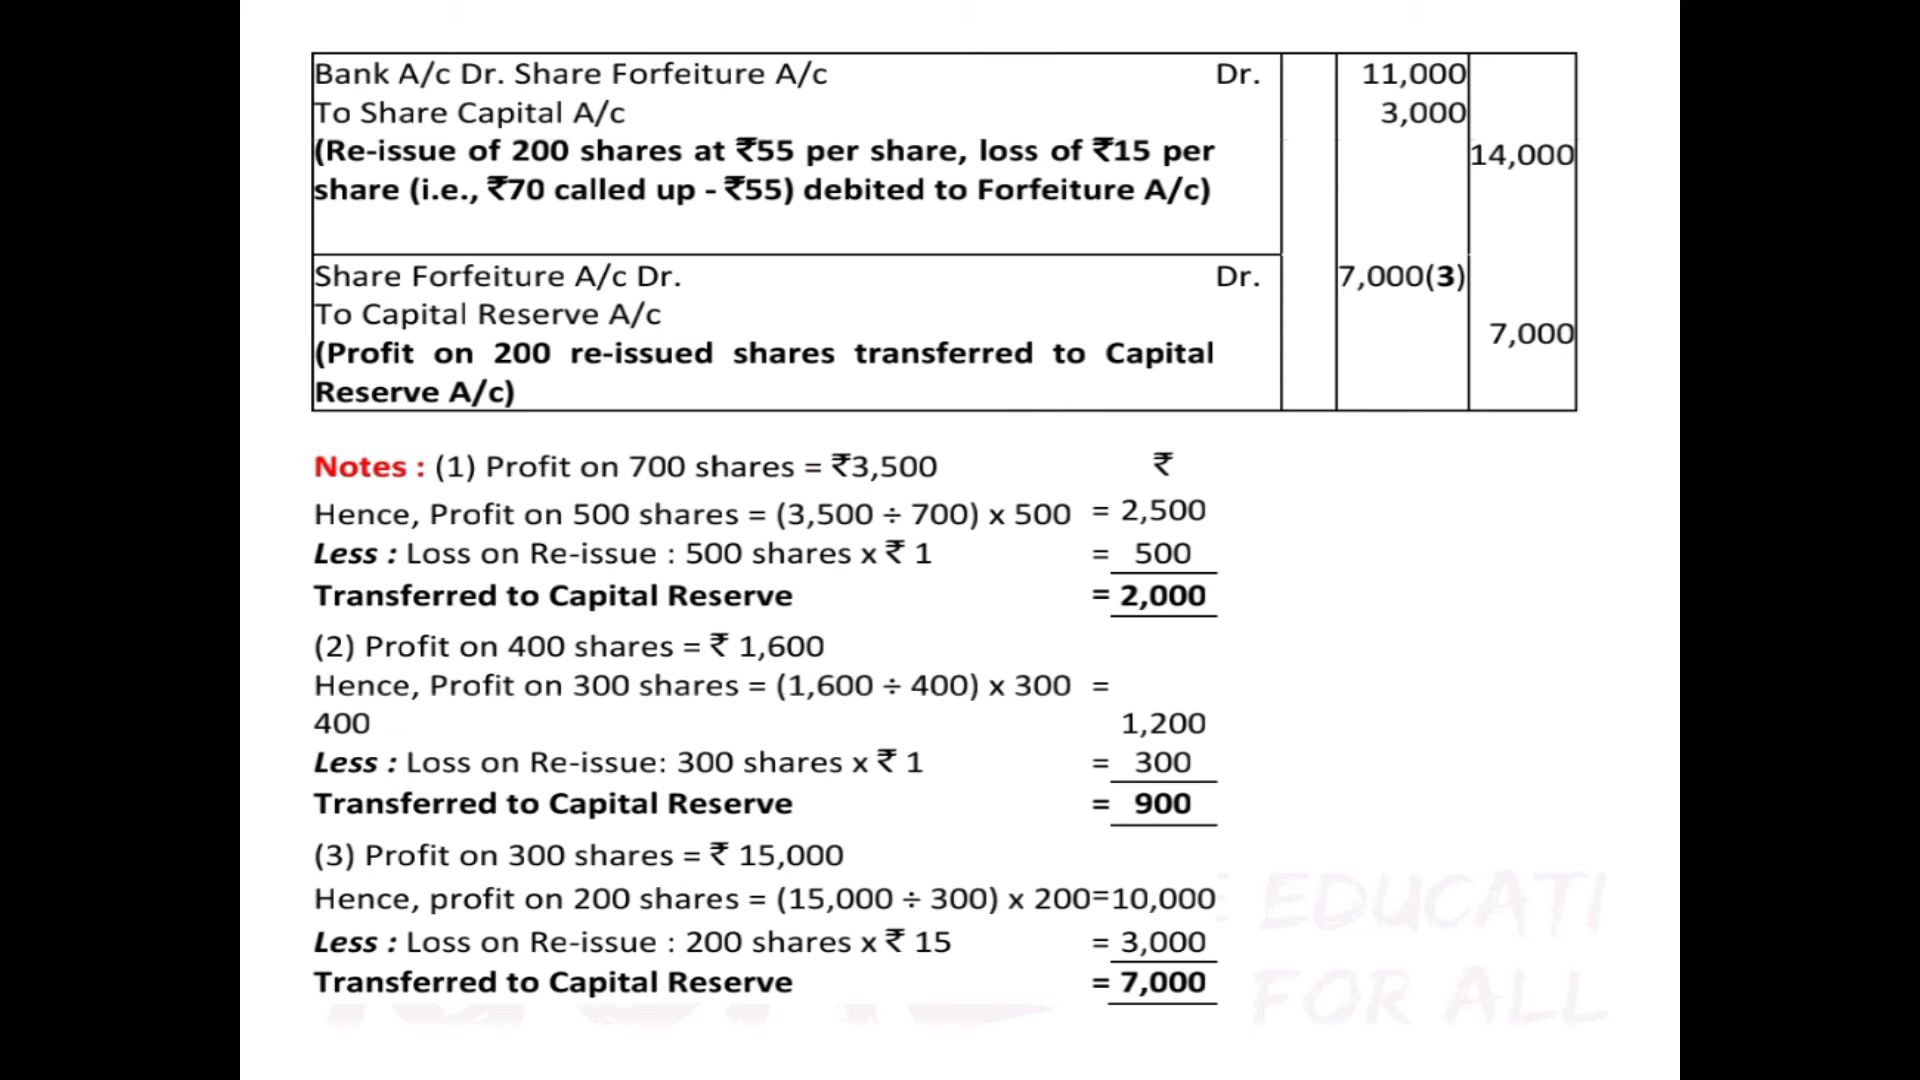 Bank A/c Dr. Share Forfeiture A/c Dr. 11,000
To Share Capital A/c 3,000
(Re-issue of 200 shares at ₹55 per share, loss of ₹15 per 14,000
share (i.e., ₹70 called up - ₹55) debited to Forfeiture A/c)
Share Forfeiture A/c Dr. Dr. 7,000(3)
To Capital Reserve A/c 7,000
(Profit on 200 re-issued shares transferred to Capital
Reserve A/c)
Notes : (1) Profit on 700 shares = ₹3,500 ₹
Hence, Profit on 500 shares = (3,500 ÷ 700) x 500 = 2,500
Less : Loss on Re-issue : 500 shares x ₹ 1 = 500
Transferred to Capital Reserve = 2,000
(2) Profit on 400 shares = ₹ 1,600
Hence, Profit on 300 shares = (1,600 ÷ 400) x 300 =
400 1,200
Less : Loss on Re-issue: 300 shares x ₹ 1 = 300
Transferred to Capital Reserve = 900
(3) Profit on 300 shares = ₹ 15,000
Hence, profit on 200 shares = (15,000 ÷ 300) x 200=10,000
Less : Loss on Re-issue : 200 shares x ₹ 15 = 3,000
Transferred to Capital Reserve = 7,000
EDUCATI
FOR ALL